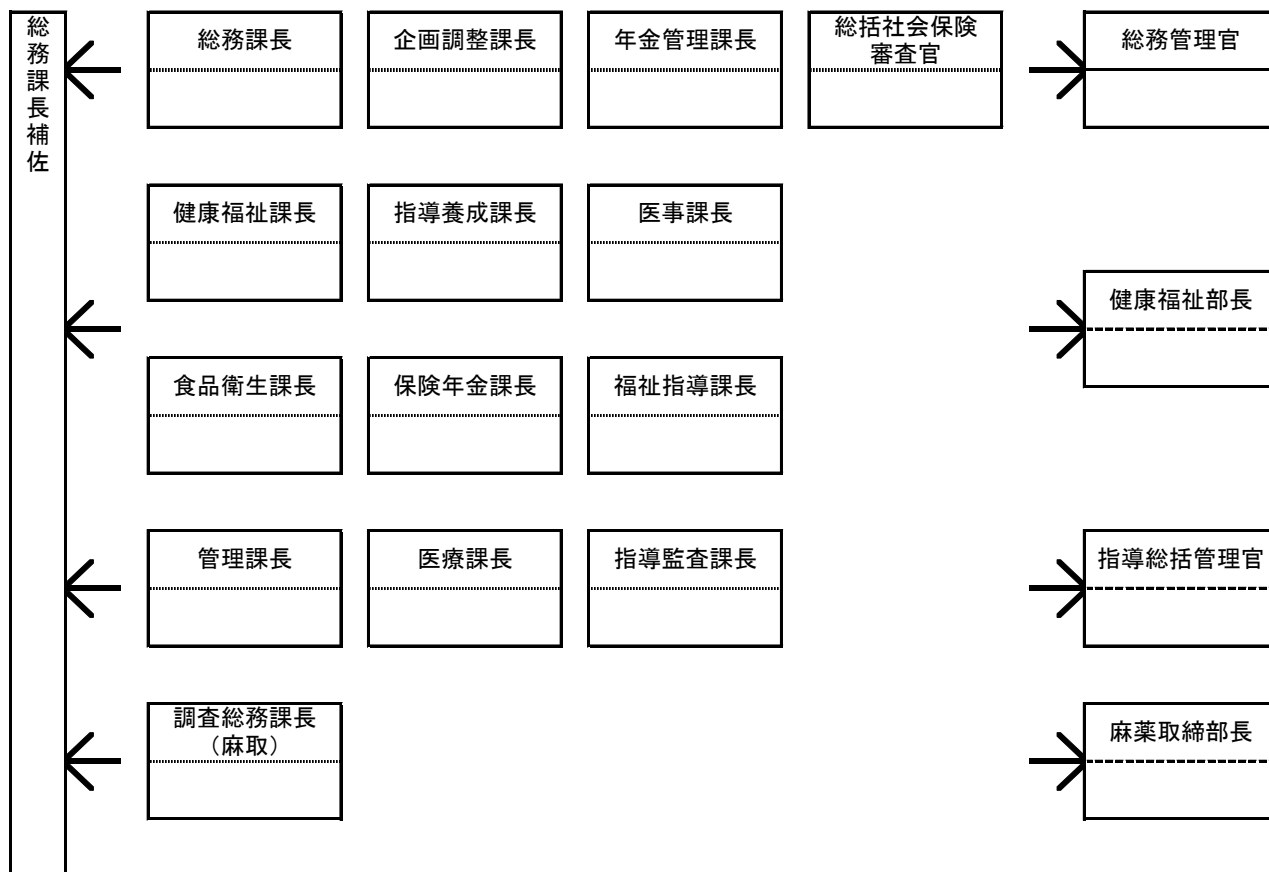 総務課長補佐
総務課長
企画調整課長
年金管理課長
総括社会保険
審査官
総務管理官
健康福祉課長
指導養成課長
医事課長
健康福祉部長
食品衛生課長
保険年金課長
福祉指導課長
管理課長
医療課長
指導監査課長
指導総括管理官
調査総務課長
（麻取）
麻薬取締部長